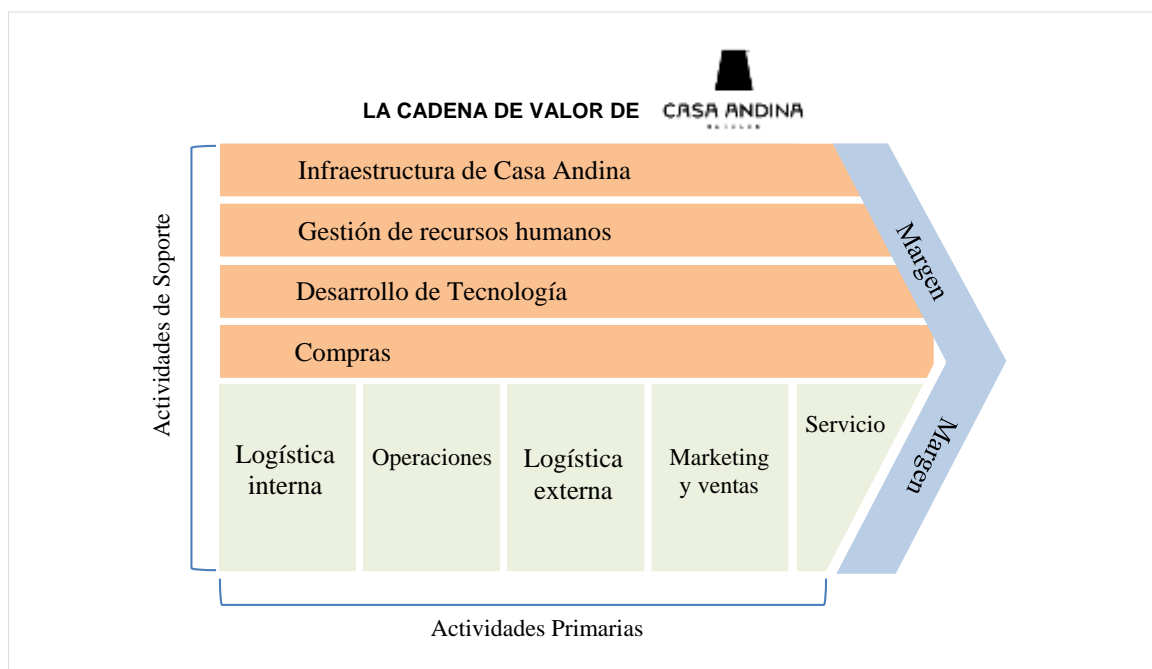 LA CADENA DE VALOR DE CASA ANDINA
Infraestructura de Casa Andina
Gestión de recursos humanos
Desarrollo de Tecnología
Compras
Actividades de Soporte
Margen
Margen
Logística
interna
Operaciones
Logística
externa
Marketing
y ventas
Servicio
Actividades Primarias